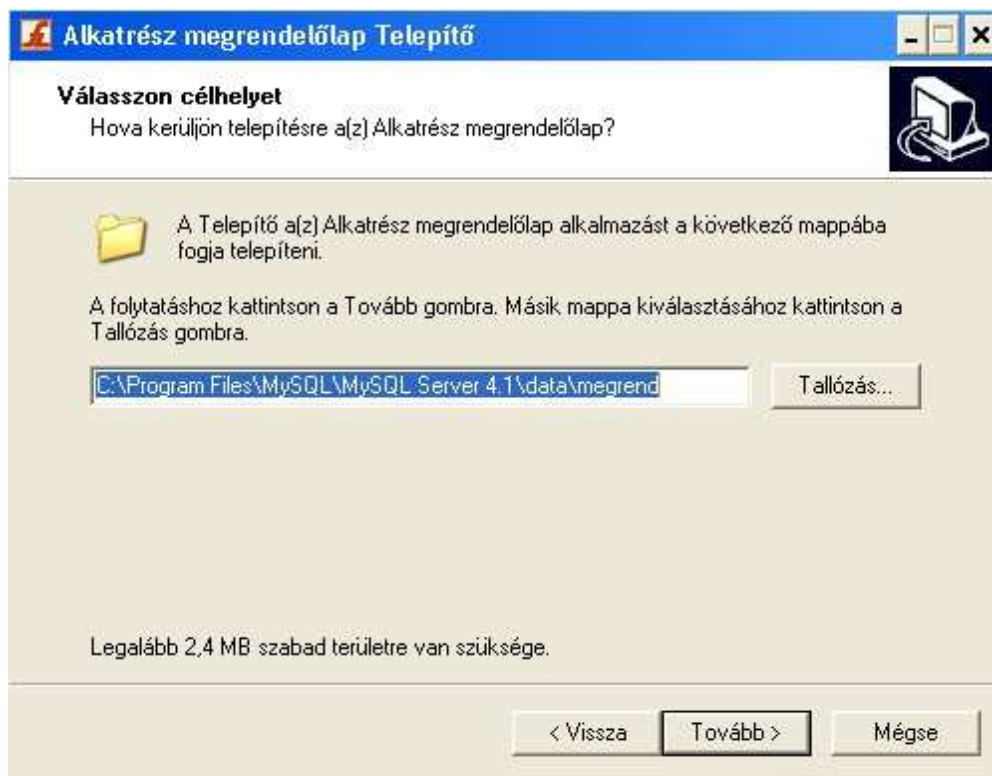 Alkatrész megrendelőlap Telepítő
Válasszon célhelyet
Hova kerüljön telepítésre a(z) Alkatrész megrendelőlap?
A Telepítő a(z) Alkatrész megrendelőlap alkalmazást a következő mappába
fogja telepíteni.
A folytatáshoz kattintson a Tovább gombra. Másik mappa kiválasztásához kattintson a
Tallózás gombra.
C:\Program Files\MySQL\MySQL Server 4.1\data\megrend
Tallózás...
Legalább 2,4 MB szabad területre van szüksége.
< Vissza
Tovább >
Mégse